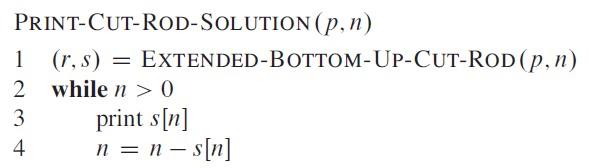 PRINT-CUT-ROD-SOLUTION(p, n)
1 (r, s) = EXTENDED-BOTTOM-UP-CUT-ROD(p, n)
2 while n > 0
3 print s[n]
4 n = n − s[n]